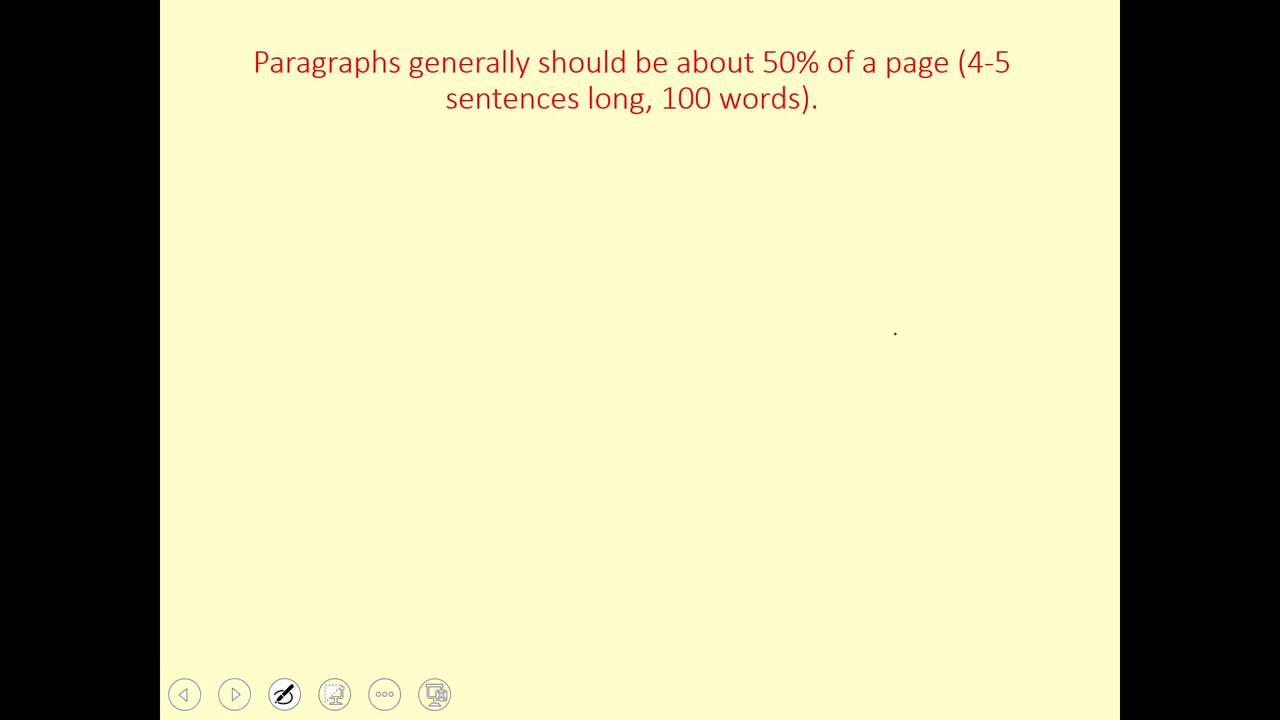 Paragraphs generally should be about 50% of a page (4-5
sentences long, 100 words).